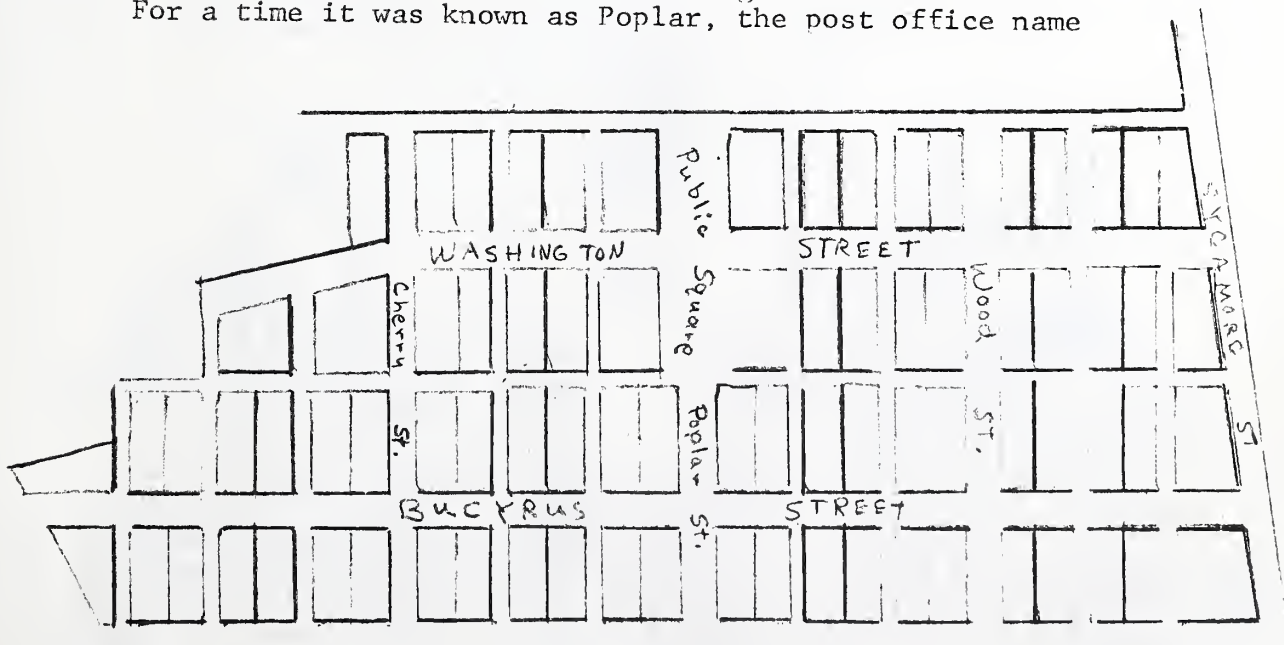 For a time it was known as Poplar, the post office name
Public Square
WASHINGTON STREET
SYCAMORE ST
Cherry St.
Wood ST.
Poplar St.
BUCYRUS STREET